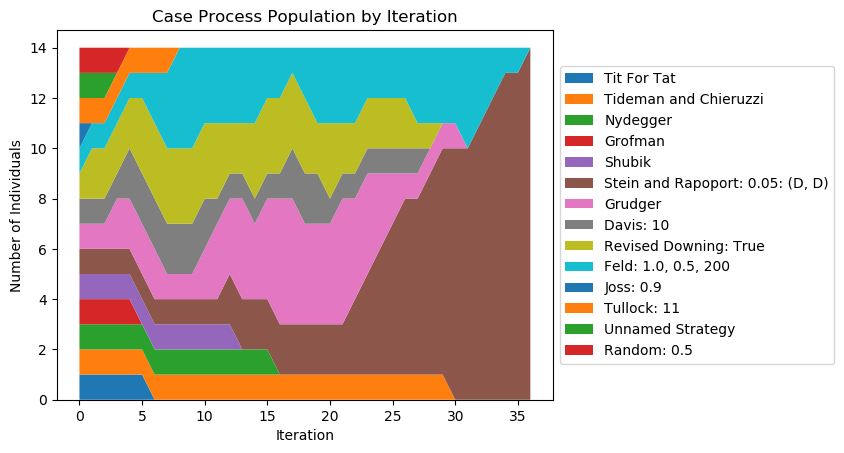 Case Process Population by Iteration
14
12
10
8
6
4
2
0
Number of Individuals
0 5 10 15 20 25 30 35
Iteration
Tit For Tat
Tideman and Chieruzzi
Nydegger
Grofman
Shubik
Stein and Rapoport: 0.05: (D, D)
Grudger
Davis: 10
Revised Downing: True
Feld: 1.0, 0.5, 200
Joss: 0.9
Tullock: 11
Unnamed Strategy
Random: 0.5